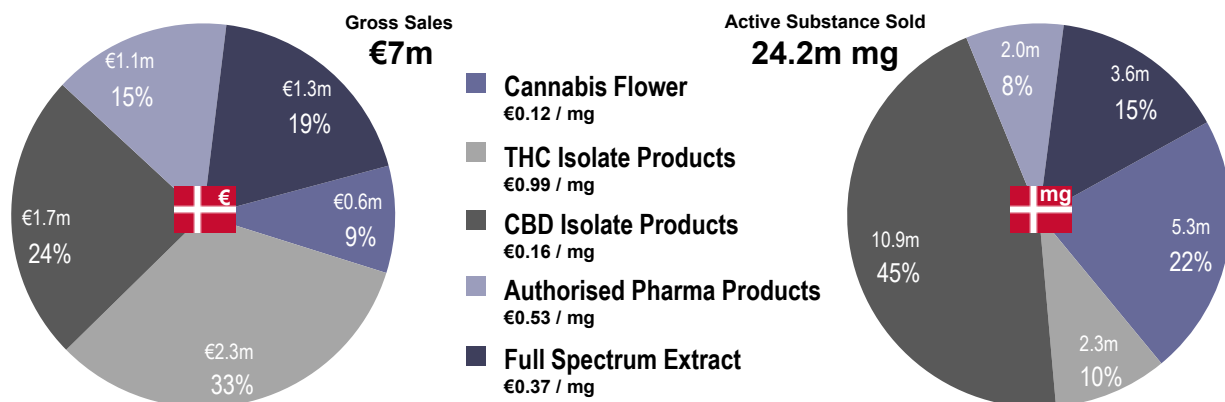 Gross Sales
€7m
€1.1m
15%
€1.3m
19%
€0.6m
9%
€
€1.7m
24%
€2.3m
33%
Cannabis Flower
€0.12 / mg
THC Isolate Products
€0.99 / mg
CBD Isolate Products
€0.16 / mg
Authorised Pharma Products
€0.53 / mg
Full Spectrum Extract
€0.37 / mg
Active Substance Sold
24.2m mg
2.0m
8%
3.6m
15%
mg
5.3m
22%
10.9m
45%
2.3m
10%